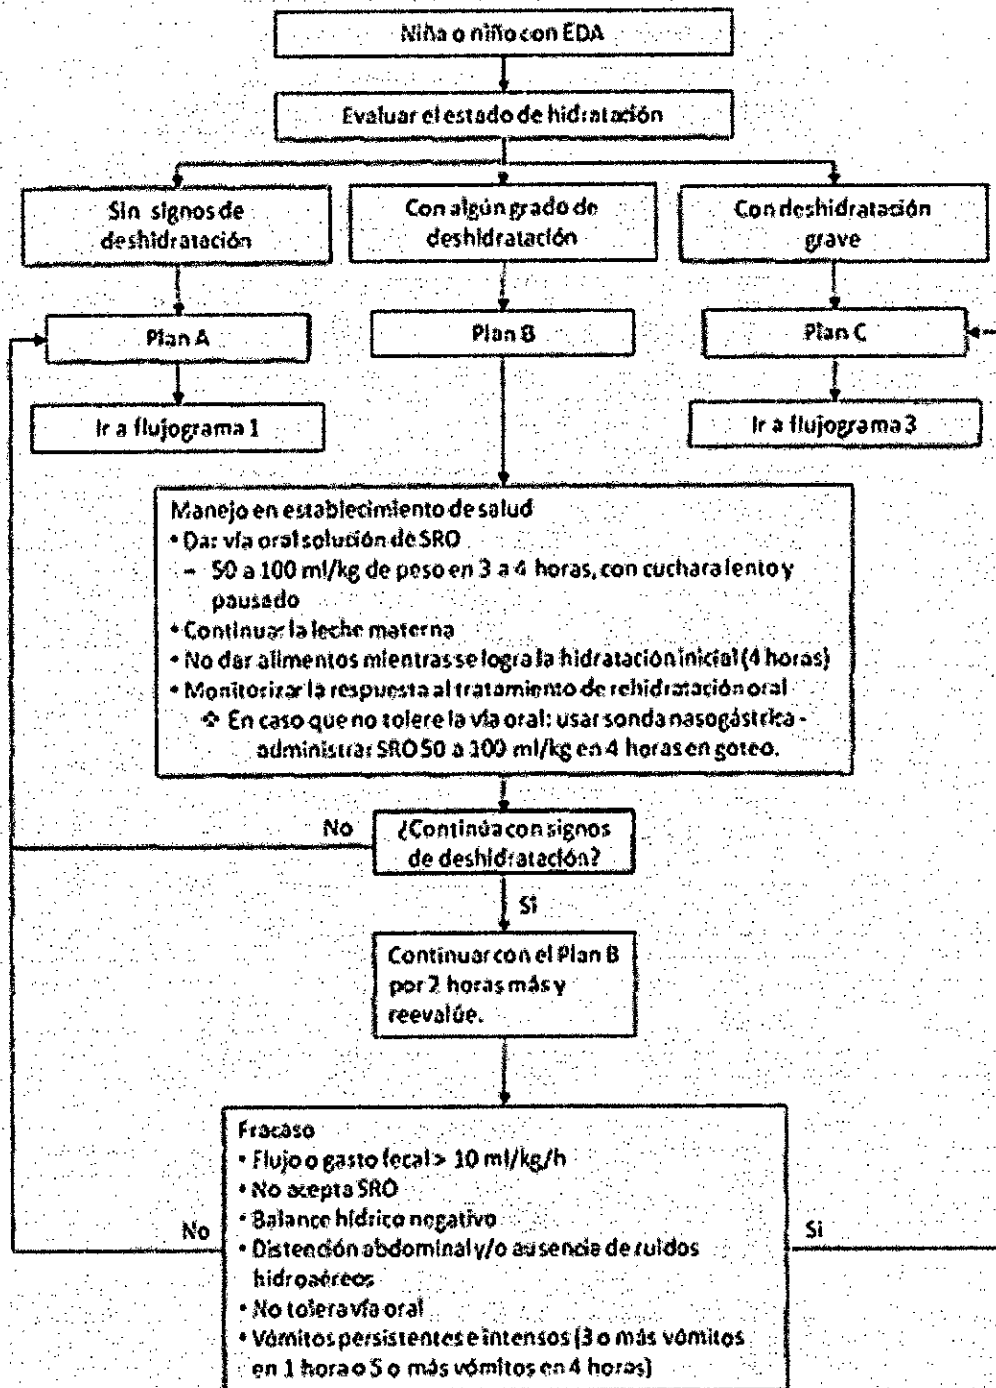 Niña o niño con EDA
Evaluar el estado de hidratación
Sin signos de
deshidratación
Con algún grado de
deshidratación
Con deshidratación
grave
Plan A
Plan B
Plan C
Ir a flujograma 1
Ir a flujograma 3
Manejo en establecimiento de salud
• Dar vía oral solución de SRO
– 50 a 100 ml/kg de peso en 3 a 4 horas, con cuchara lento y
pausado
• Continuar la leche materna
• No dar alimentos mientras se logra la hidratación inicial (4 horas)
• Monitorizar la respuesta al tratamiento de rehidratación oral
❖ En caso que no tolere la vía oral: usar sonda nasogástrica -
administrar SRO 50 a 100 ml/kg en 4 horas en goteo.
No
¿Continúa con signos
de deshidratación?
Si
Continuar con el Plan B
por 2 horas más y
reevalúe.
Fracaso
• Flujo o gasto fecal > 10 ml/kg/h
• No acepta SRO
• Balance hídrico negativo
• Distención abdominal y/o ausencia de ruidos
hidroaéreos
• No tolera vía oral
• Vómitos persistentes e intensos (3 o más vómitos
en 1 hora o 5 o más vómitos en 4 horas)
No
Si